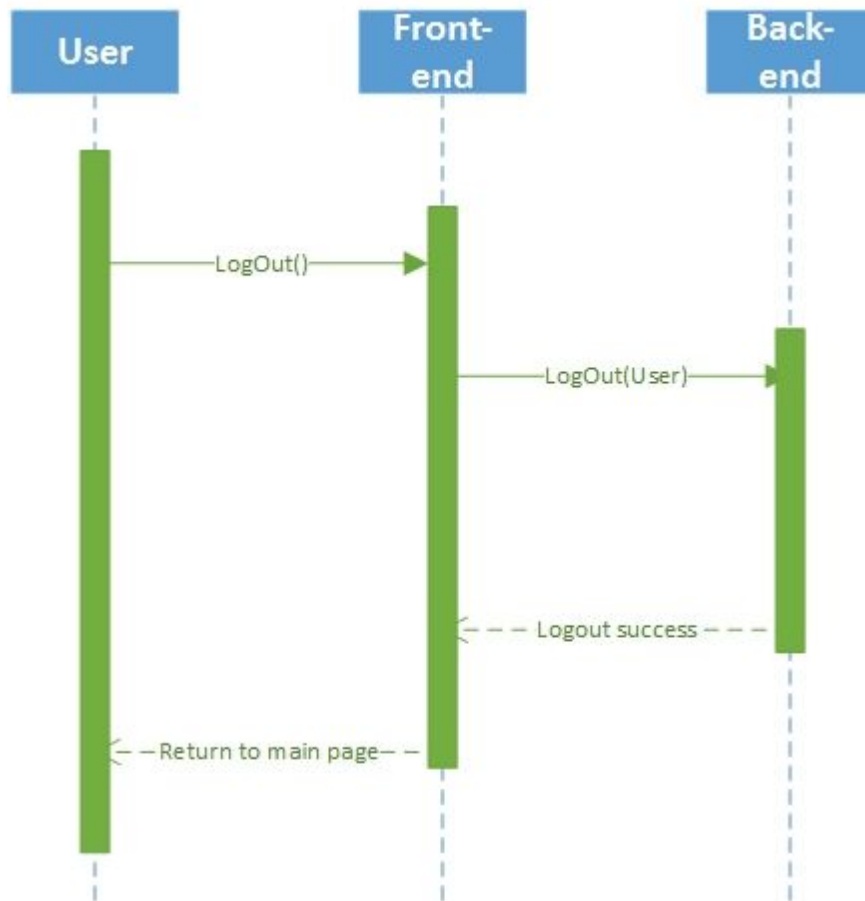 User
Front-
end
Back-
end
LogOut()
LogOut(User)
Logout success
Return to main page